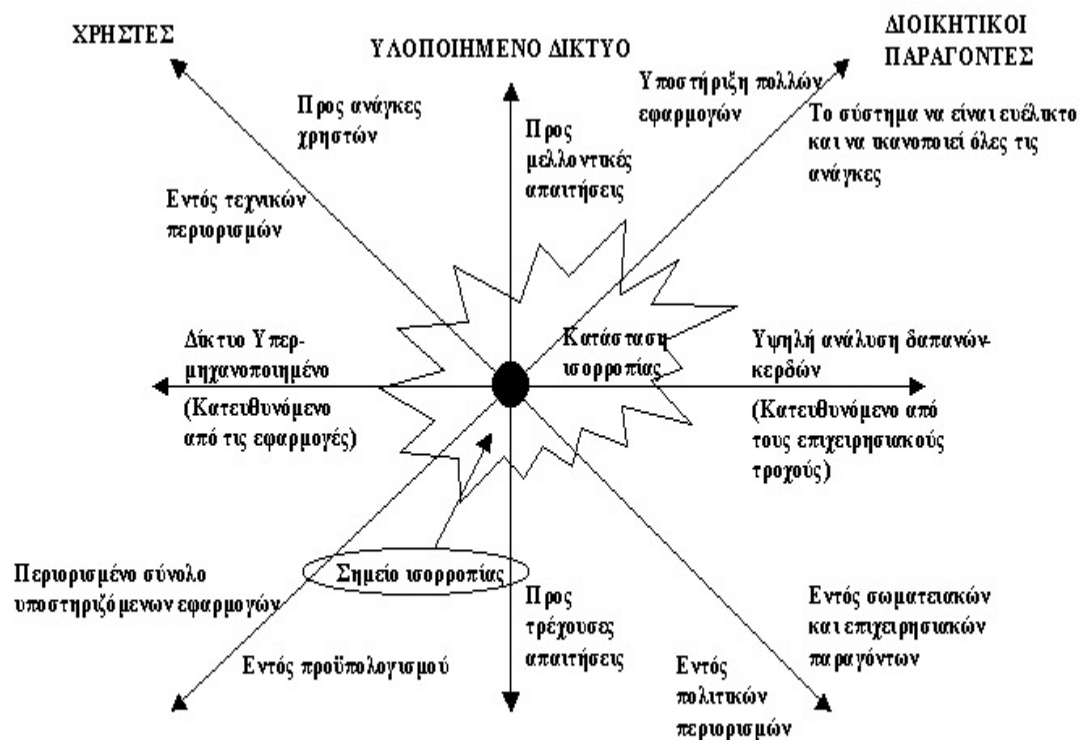 ΧΡΗΣΤΕΣ
ΥΛΟΠΟΙΗΜΕΝΟ ΔΙΚΤΥΟ
ΔΙΟΙΚΗΤΙΚΟΙ
ΠΑΡΑΓΟΝΤΕΣ
Προς ανάγκες
χρηστών
Προς
μελλοντικές
απαιτήσεις
Υποστήριξη πολλών
εφαρμογών
Το σύστημα να είναι ευέλικτο
και να ικανοποιεί όλες τις
ανάγκες
Εντός τεχνικών
περιορισμών
Δίκτυο Υπερ-
μηχανοποιημένο
(Κατευθυνόμενο
από τις εφαρμογές)
Κατάσταση
ισορροπίας
Υψηλή ανάλυση δαπανών-
κερδών
(Κατευθυνόμενο από
τους επιχειρησιακούς
τροχούς)
Περιορισμένο σύνολο
υποστηριζόμενων εφαρμογών
Σημείο ισορροπίας
Εντός προϋπολογισμού
Προς
τρέχουσες
απαιτήσεις
Εντός
πολιτικών
περιορισμών
Εντός σωματειακών
και επιχειρησιακών
παραγόντων